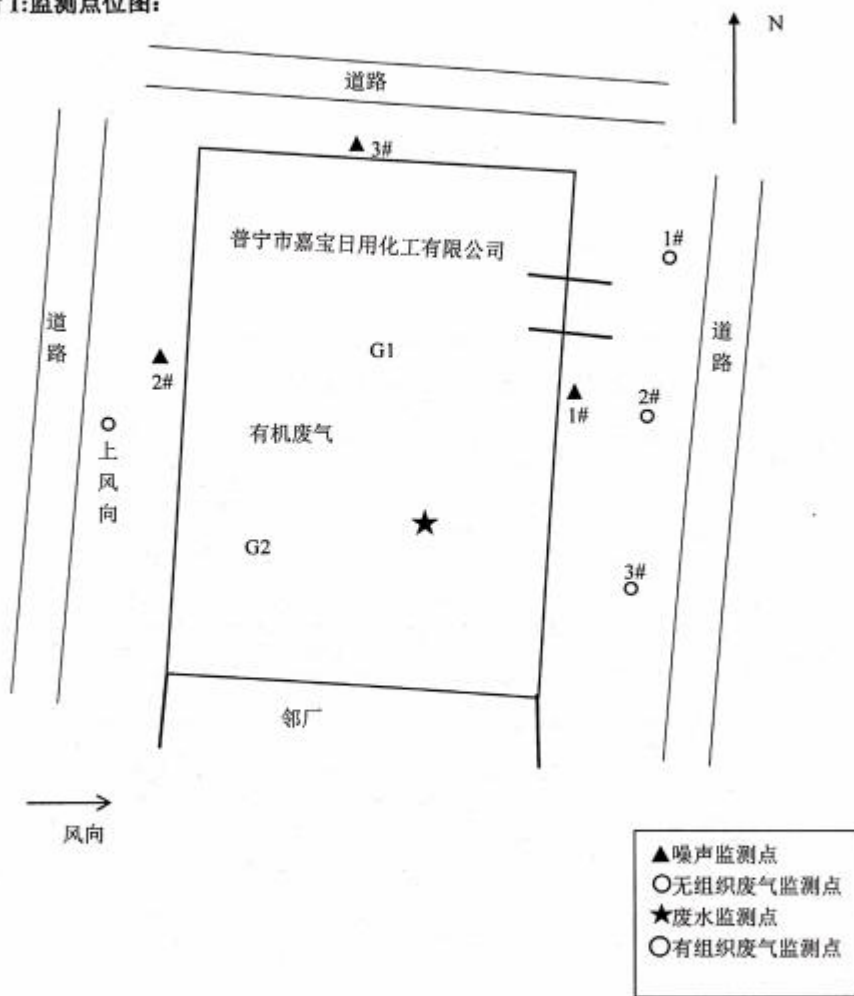 1:监测点位图:
N
道路
3#
普宁市嘉宝日用化工有限公司
1#
道路
道路
G1
2#
1#
2#
上风向
有机废气
G2
3#
邻厂
风向
▲噪声监测点
○无组织废气监测点
★废水监测点
○有组织废气监测点